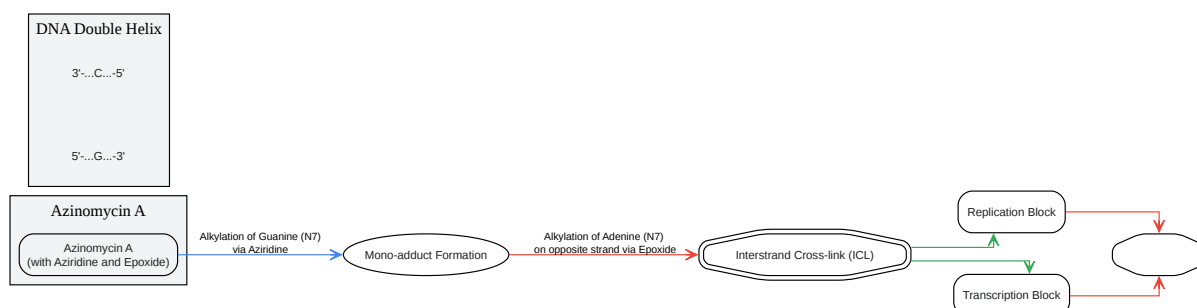 DNA Double Helix
3'-...C...-5'
5'-...G...-3'
Azinomycin A
Azinomycin A
(with Aziridine and Epoxide)
Alkylation of Guanine (N7)
via Aziridine
Mono-adduct Formation
Alkylation of Adenine (N7)
on opposite strand via Epoxide
Interstrand Cross-link (ICL)
Replication Block
Transcription Block